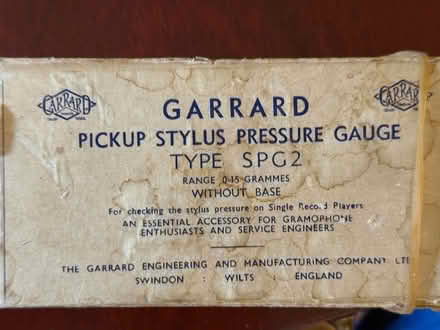 GARRARD
GARRARD
GARRARD
PICKUP STYLUS PRESSURE GAUGE
TYPE SPG2
RANGE 0-15 GRAMMES
WITHOUT BASE
For checking the stylus pressure on Single Record Players
AN ESSENTIAL ACCESSORY FOR GRAMOPHONE
ENTHUSIASTS AND SERVICE ENGINEERS
THE GARRARD ENGINEERING AND MANUFACTURING COMPANY LTD
SWINDON : WILTS : ENGLAND